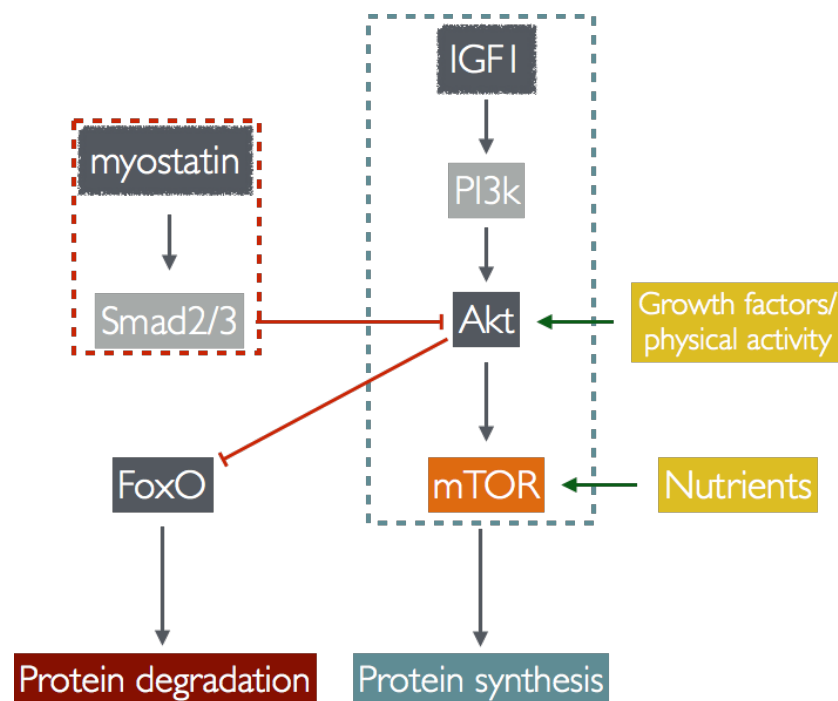 IGF1
myostatin
PI3k
Smad2/3
Akt
Growth factors/
physical activity
FoxO
mTOR
Nutrients
Protein degradation
Protein synthesis